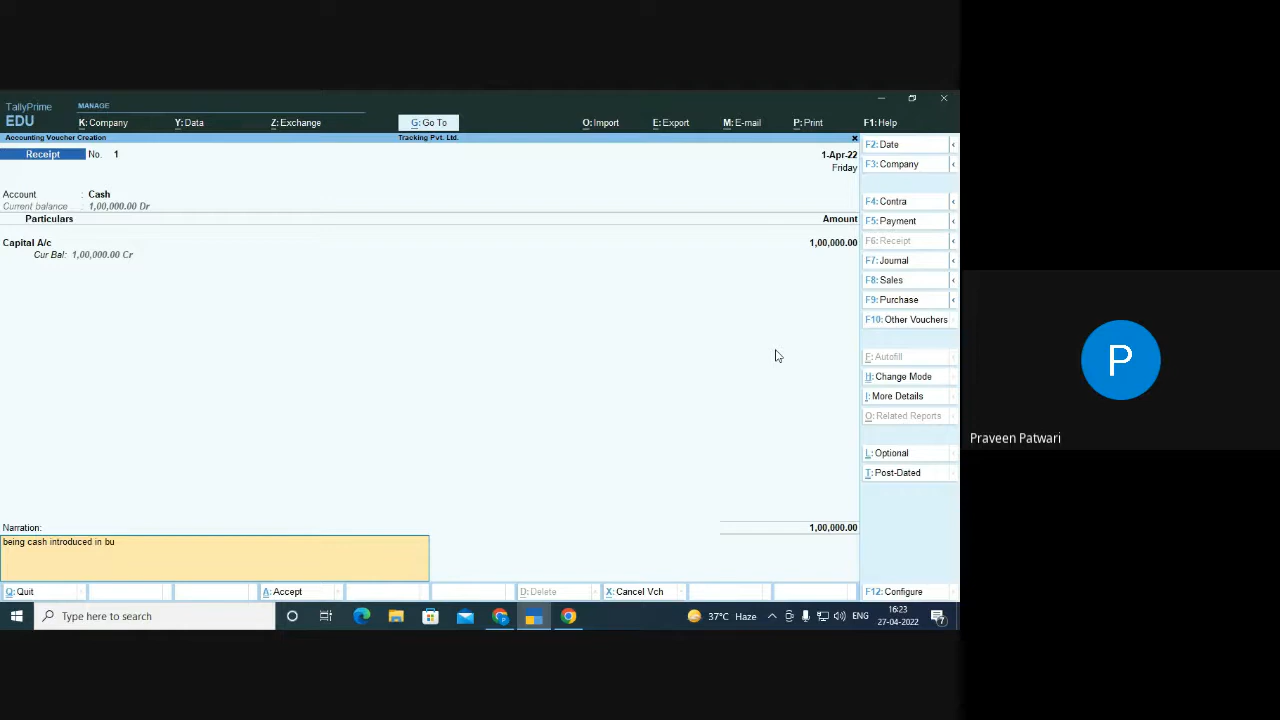 TallyPrime
EDU
MANAGE
K: Company
Y: Data
Z: Exchange
G: Go To
O: Import
E: Export
M: E-mail
P: Print
F1: Help
Accounting Voucher Creation
Tracking Pvt. Ltd.
Receipt No. 1
1-Apr-22
Friday
Account : Cash
Current balance : 1,00,000.00 Dr
Particulars
Amount
Capital A/c
1,00,000.00
Cur Bal: 1,00,000.00 Cr
Narration:
1,00,000.00
being cash introduced in bu
Q: Quit
A: Accept
D: Delete
X: Cancel Vch
F2: Date
F3: Company
F4: Contra
F5: Payment
F6: Receipt
F7: Journal
F8: Sales
F9: Purchase
F10: Other Vouchers
F: Autofill
H: Change Mode
I: More Details
O: Related Reports
L: Optional
T: Post-Dated
F12: Configure
Type here to search
37°C Haze
ENG
16:23
27-04-2022
7
P
Praveen Patwari